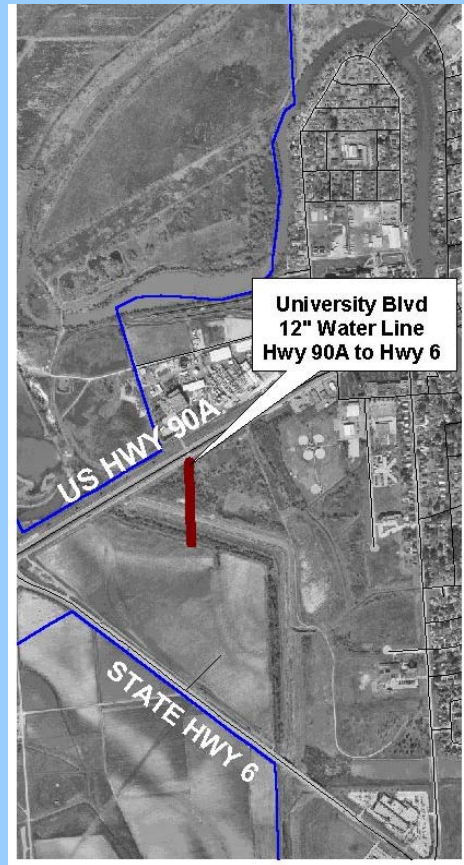 University Blvd
12" Water Line
Hwy 90A to Hwy 6
US HWY 90A
STATE HWY 6